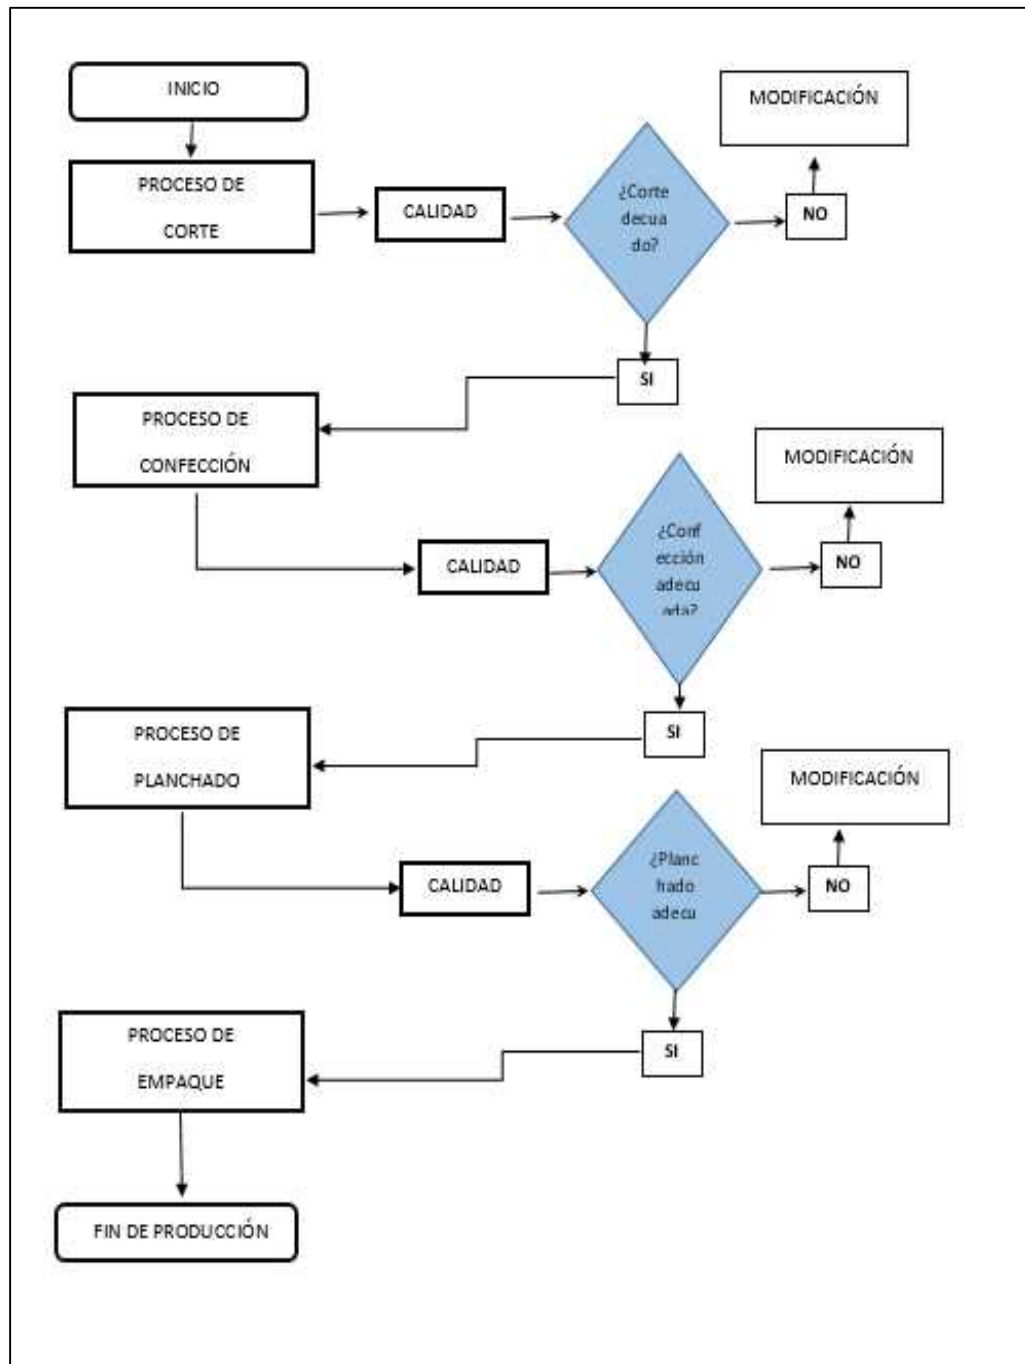 INICIO
MODIFICACIÓN
PROCESO DE
CORTE
CALIDAD
¿Corte
decua
do?
NO
SI
PROCESO DE
CONFECCIÓN
MODIFICACIÓN
CALIDAD
¿Conf
ección
adecu
ada?
NO
SI
PROCESO DE
PLANCHADO
MODIFICACIÓN
CALIDAD
¿Planc
hado
adecu
NO
SI
PROCESO DE
EMPAQUE
FIN DE PRODUCCIÓN